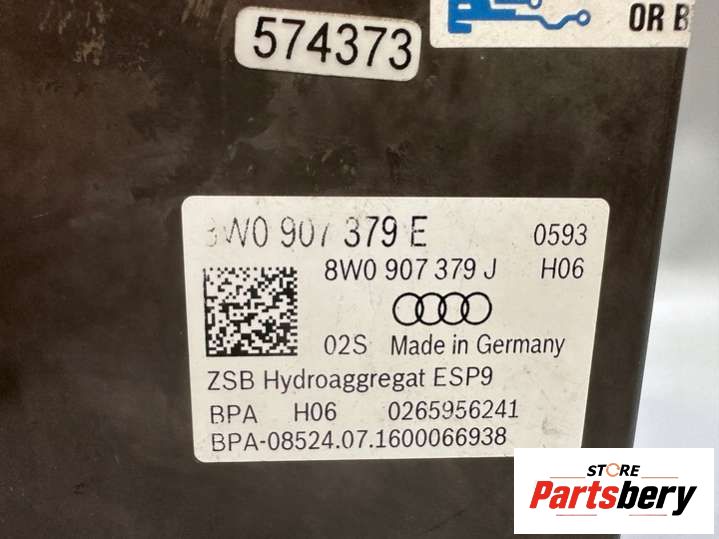 574373
OR B
8W0 907 379 E 0593
8W0 907 379 J H06
02S Made in Germany
ZSB Hydroaggregat ESP9
BPA H06 0265956241
BPA-08524.07.1600066938
STORE
Partsbery